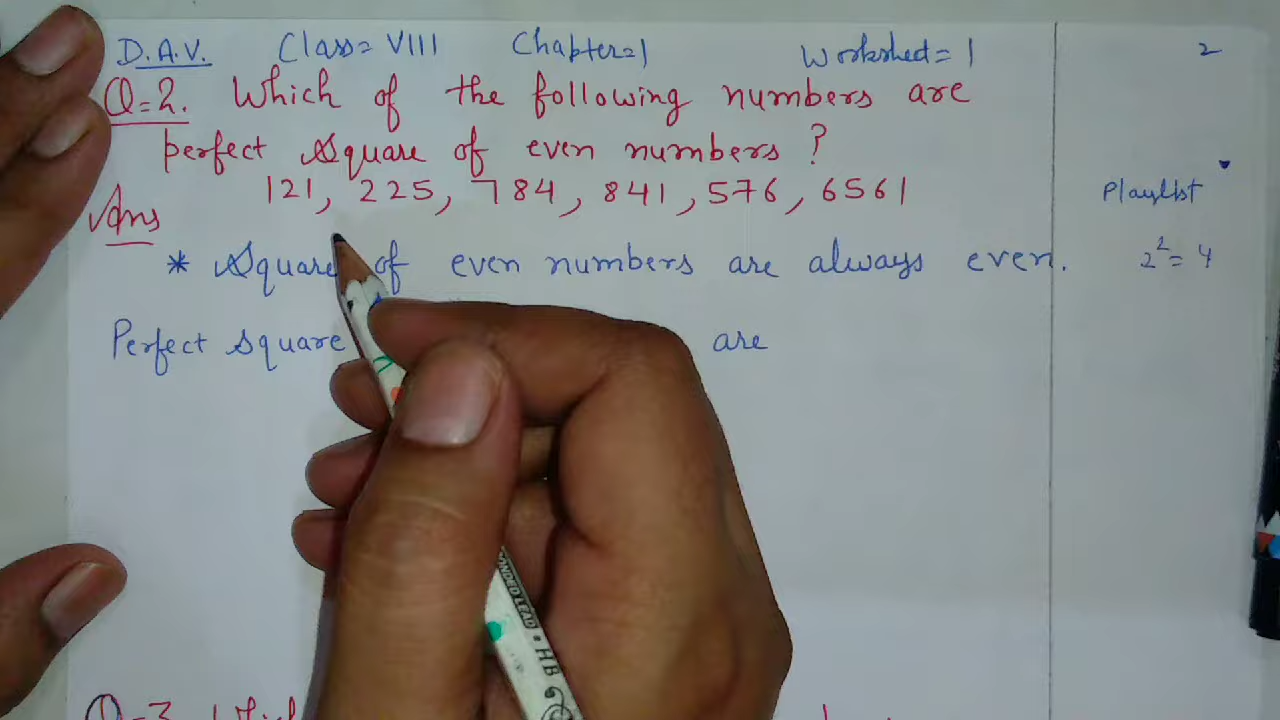 D.A.V. Class=VIII Chapter=1 Worksheet=1 2
Q=2. Which of the following numbers are
perfect square of even numbers ?
121, 225, 784, 841, 576, 6561
Playlist
Ans
* Square of even numbers are always even. 2²= 4
Perfect square are
Q=3